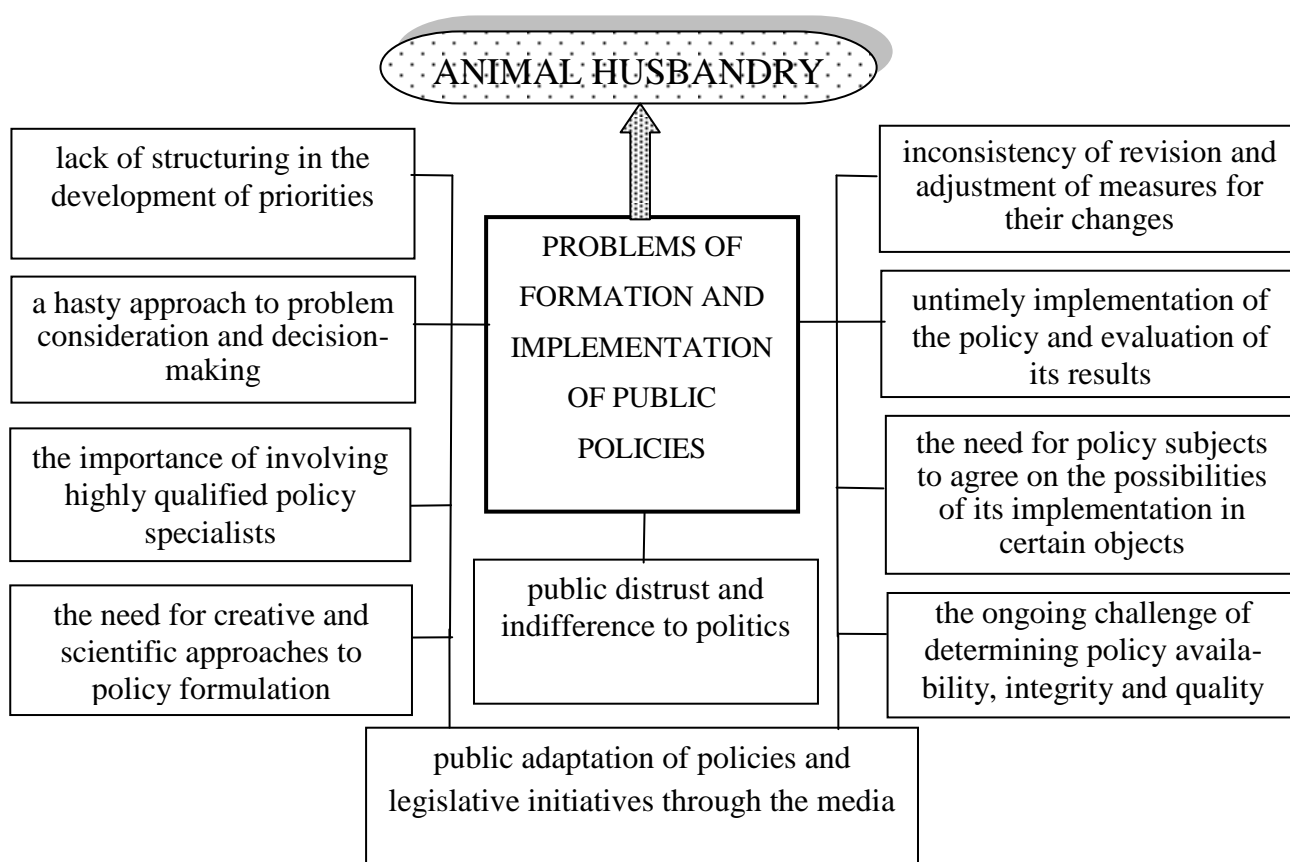 ANIMAL HUSBANDRY
lack of structuring in the
development of priorities
a hasty approach to problem
consideration and decision-
making
the importance of involving
highly qualified policy
specialists
the need for creative and
scientific approaches to
policy formulation
PROBLEMS OF
FORMATION AND
IMPLEMENTATION
OF PUBLIC
POLICIES
public distrust and
indifference to politics
inconsistency of revision and
adjustment of measures for
their changes
untimely implementation of
the policy and evaluation of
its results
the need for policy subjects
to agree on the possibilities
of its implementation in
certain objects
the ongoing challenge of
determining policy availa-
bility, integrity and quality
public adaptation of policies and
legislative initiatives through the media